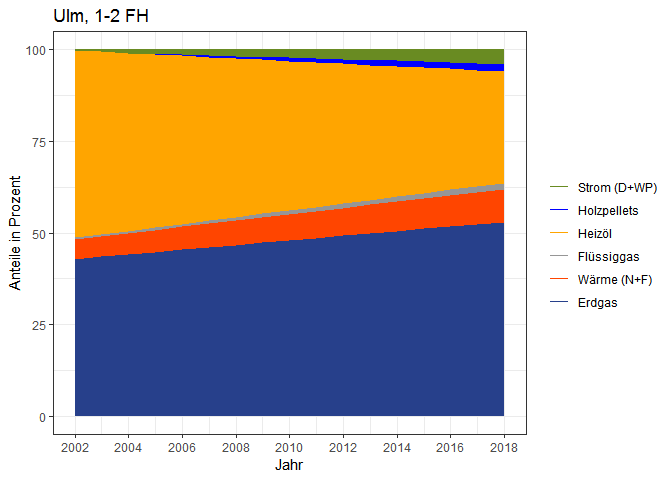 Ulm, 1-2 FH
100
75
50
25
0
Anteile in Prozent
2002 2004 2006 2008 2010 2012 2014 2016 2018
Jahr
Strom (D+WP)
Holzpellets
Heizöl
Flüssiggas
Wärme (N+F)
Erdgas